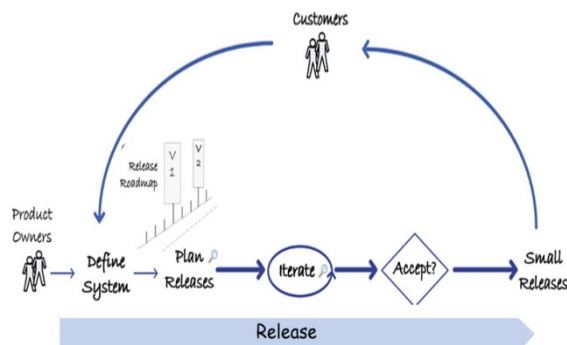 Customers
Release
Roadmap
V
1
V
2
Product
Owners
Define
System
Plan
Releases
Iterate
Accept?
Small
Releases
Release